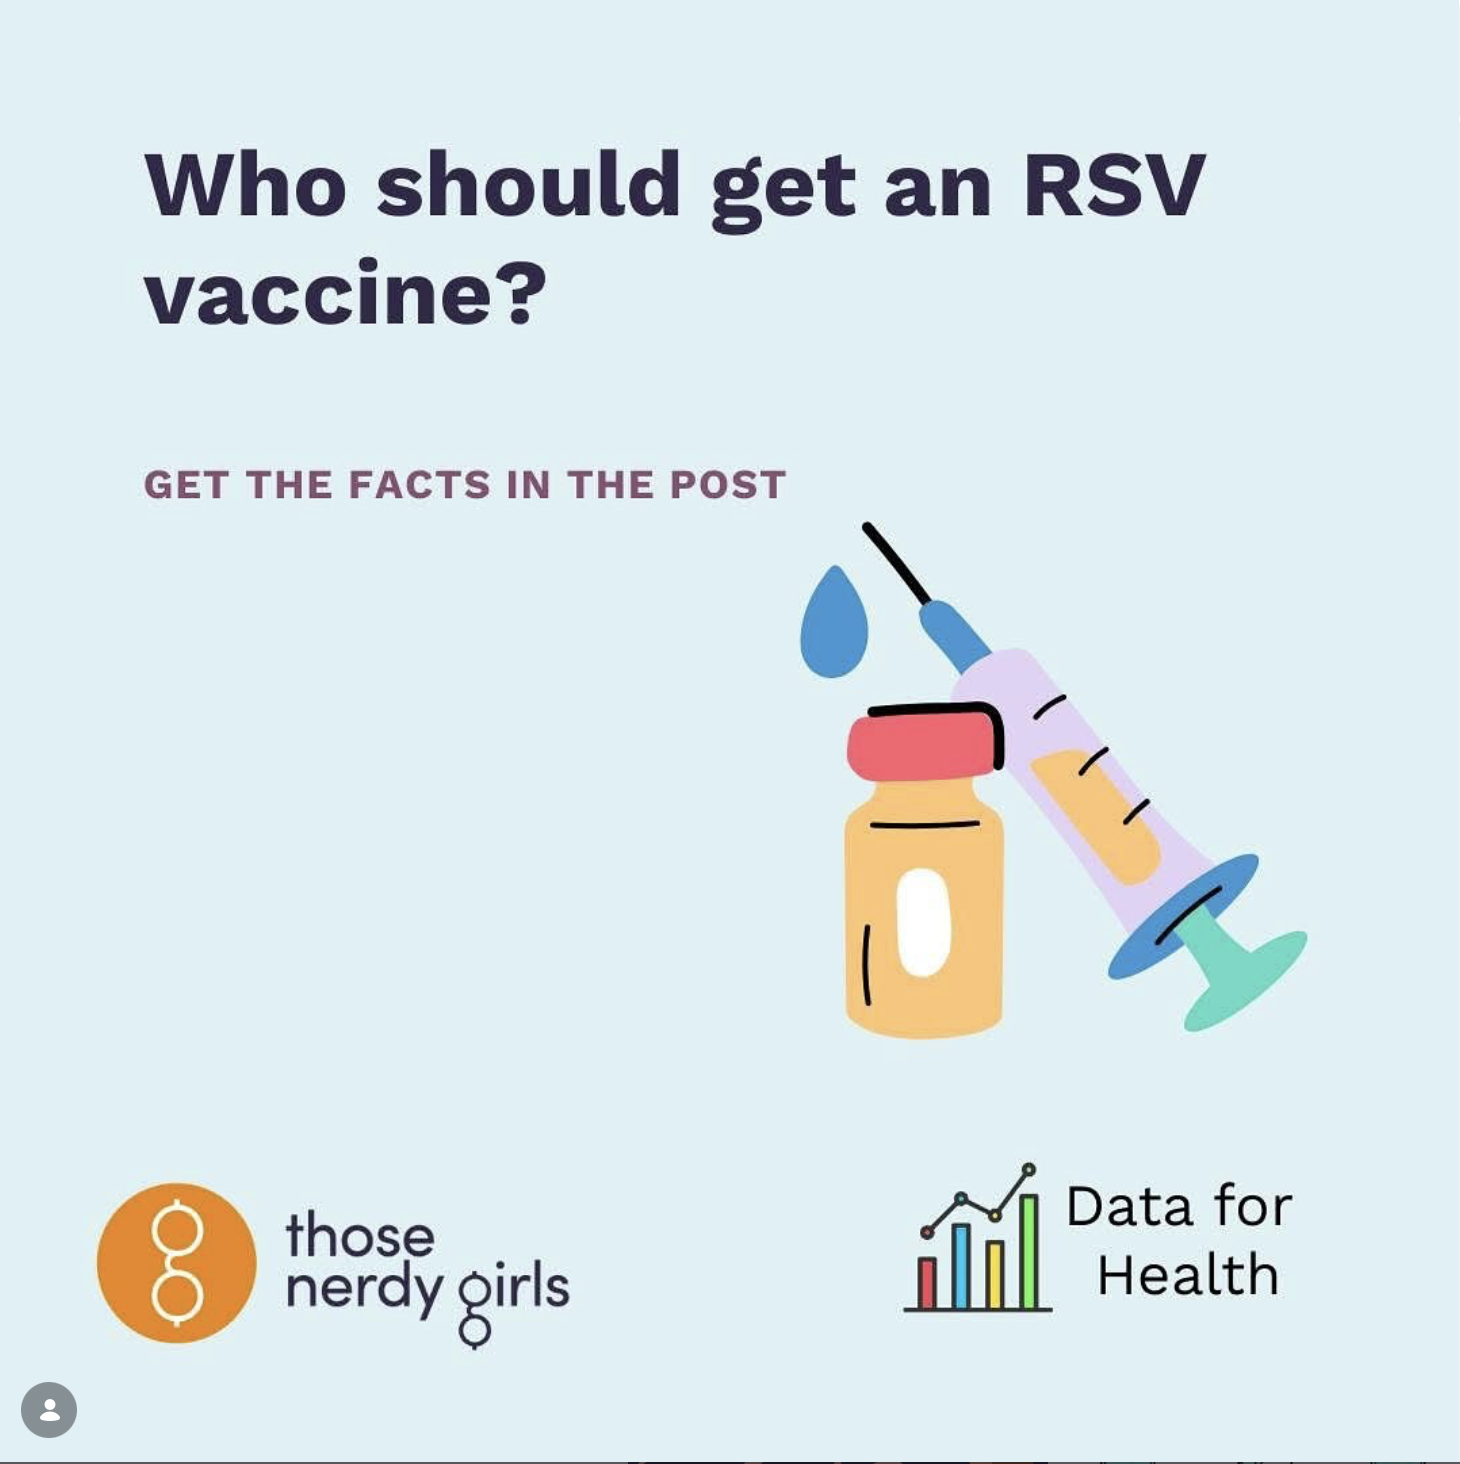 Who should get an RSV
vaccine?
GET THE FACTS IN THE POST
those
nerdy girls
Data for
Health